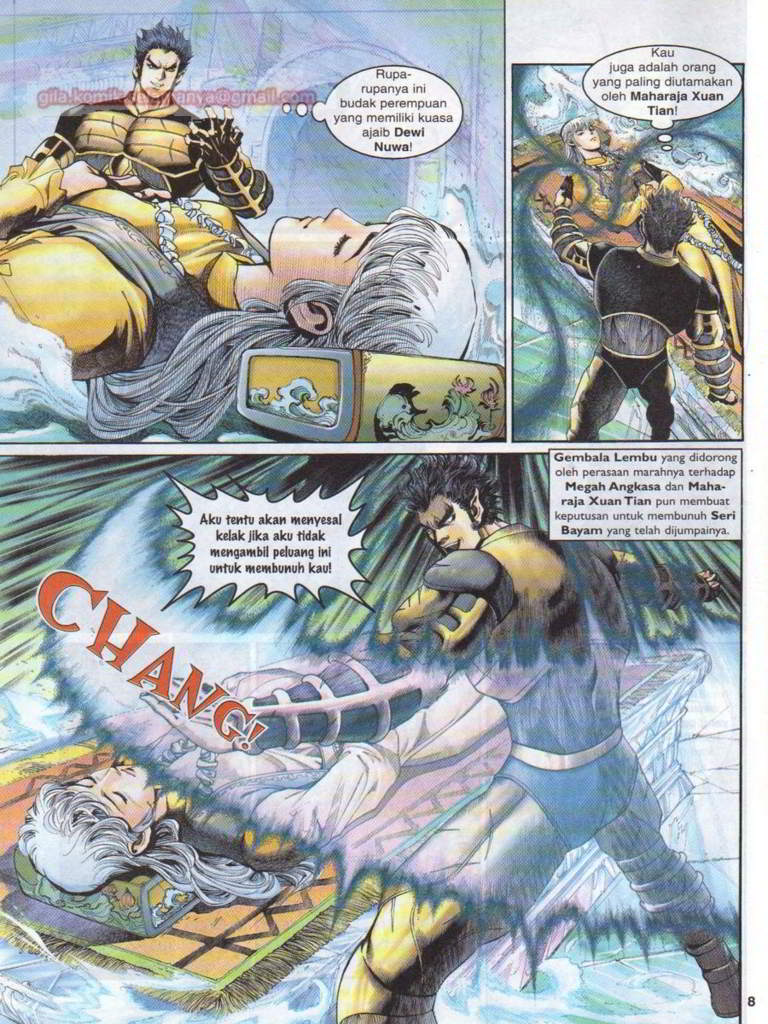 Rupa-
rupanya ini
budak perempuan
yang memiliki kuasa
ajaib Dewi
Nuwa!
Kau
juga adalah orang
yang paling diutamakan
oleh Maharaja Xuan
Tian!
Gembala Lembu yang didorong
oleh perasaan marahnya terhadap
Megah Angkasa dan Maha-
raja Xuan Tian pun membuat
keputusan untuk membunuh Seri
Bayam yang telah dijumpainya.
Aku tentu akan menyesal
kelak jika aku tidak
mengambil peluang ini
untuk membunuh kau!
CHANG!
8